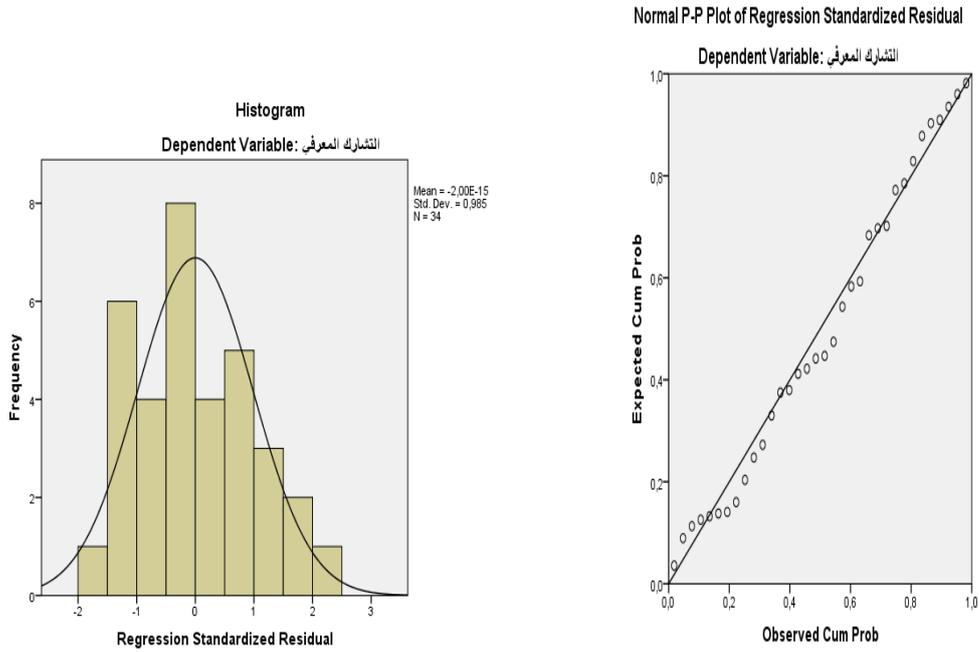 Histogram
Dependent Variable: التشارك المعرفي
Mean = -2,00E-15
Std. Dev. = 0,985
N = 34
Frequency
8
6
4
2
0
-2 -1 0 1 2 3
Regression Standardized Residual
Normal P-P Plot of Regression Standardized Residual
Dependent Variable: التشارك المعرفي
Expected Cum Prob
1,0
0,8
0,6
0,4
0,2
0,0
0,0 0,2 0,4 0,6 0,8 1,0
Observed Cum Prob